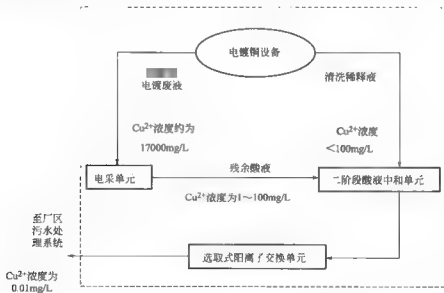 电镀铜设备
电镀废液
清洗稀释液
Cu²⁺浓度约为
17000mg/L
Cu²⁺浓度
<100mg/L
电采单元
残余酸液
Cu²⁺浓度为1～100mg/L
二阶段酸液中和单元
至厂区
污水处
理系统
选取式阳离子交换单元
Cu²⁺浓度为
0.01mg/L